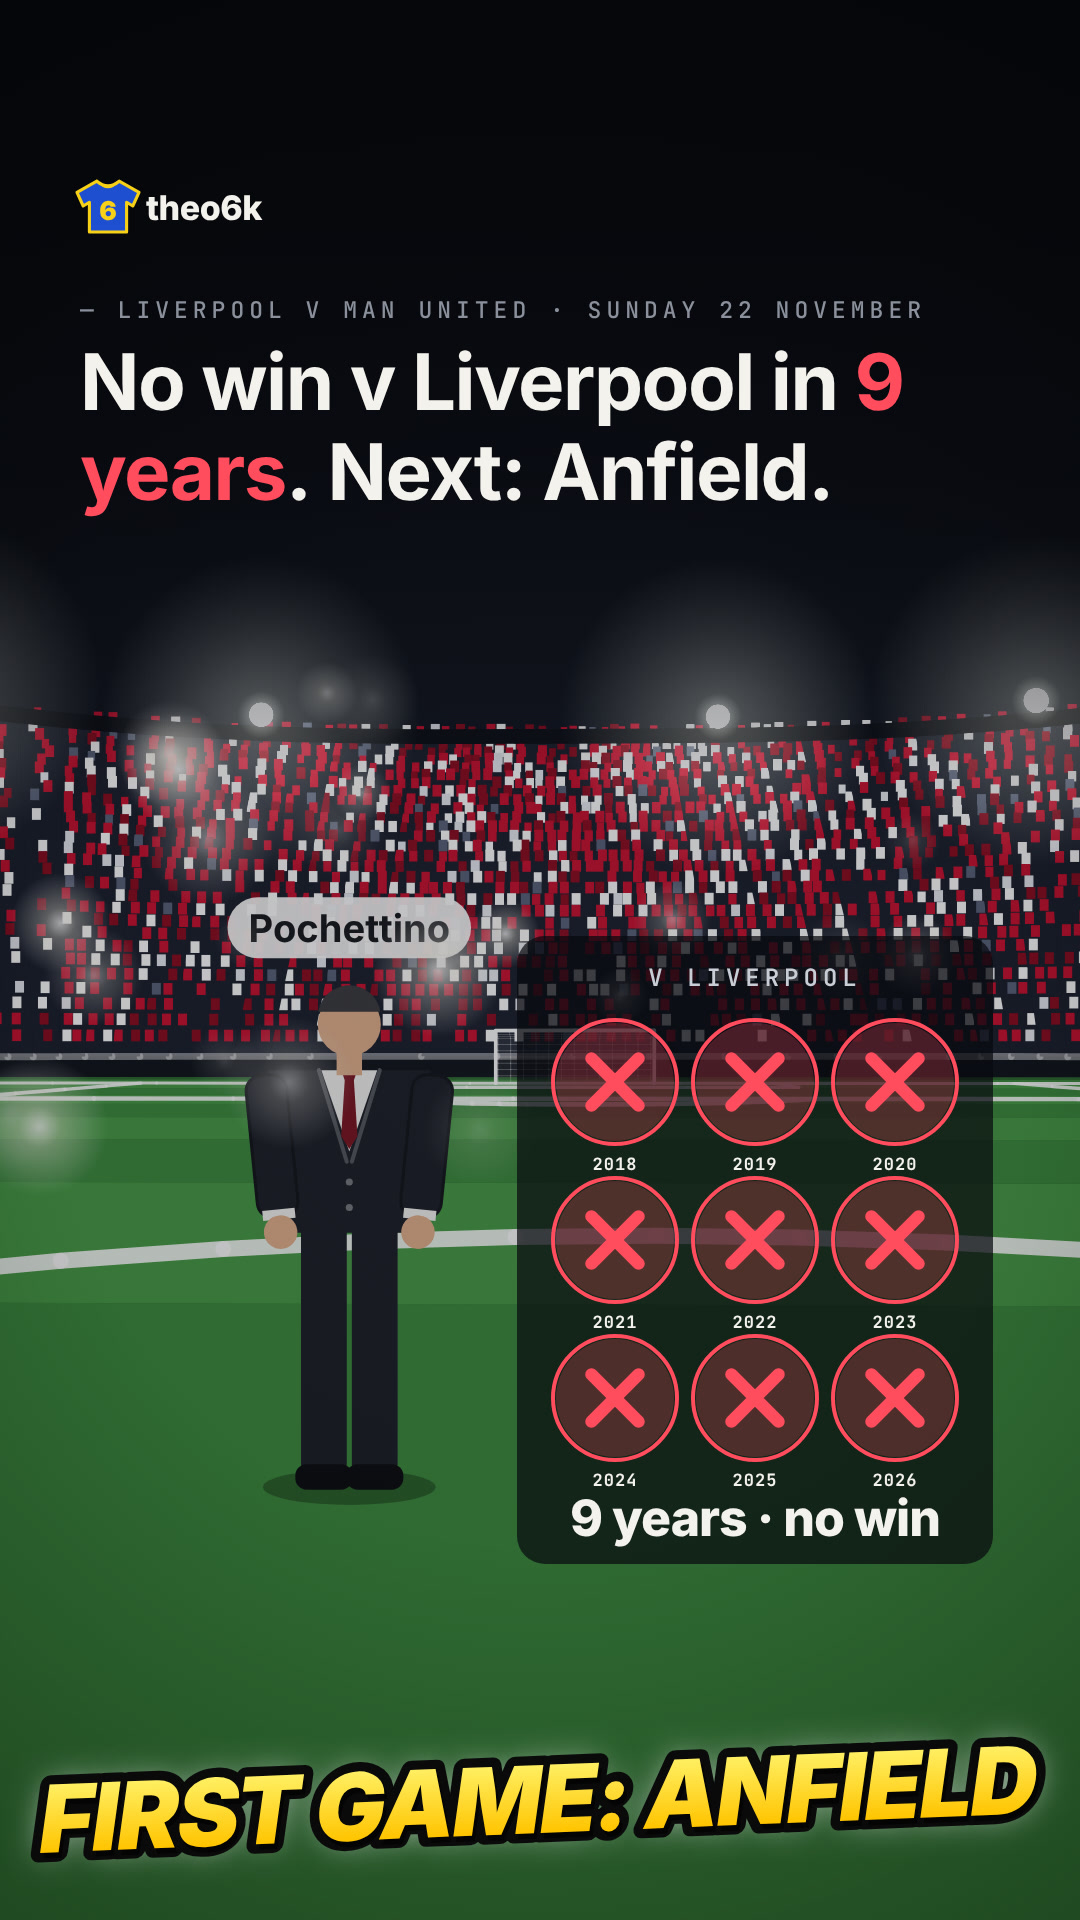 6 theo6k
— LIVERPOOL V MAN UNITED · SUNDAY 22 NOVEMBER
No win v Liverpool in 9
years. Next: Anfield.
Pochettino
V LIVERPOOL
2018 2019 2020
2021 2022 2023
2024 2025 2026
9 years · no win
FIRST GAME: ANFIELD